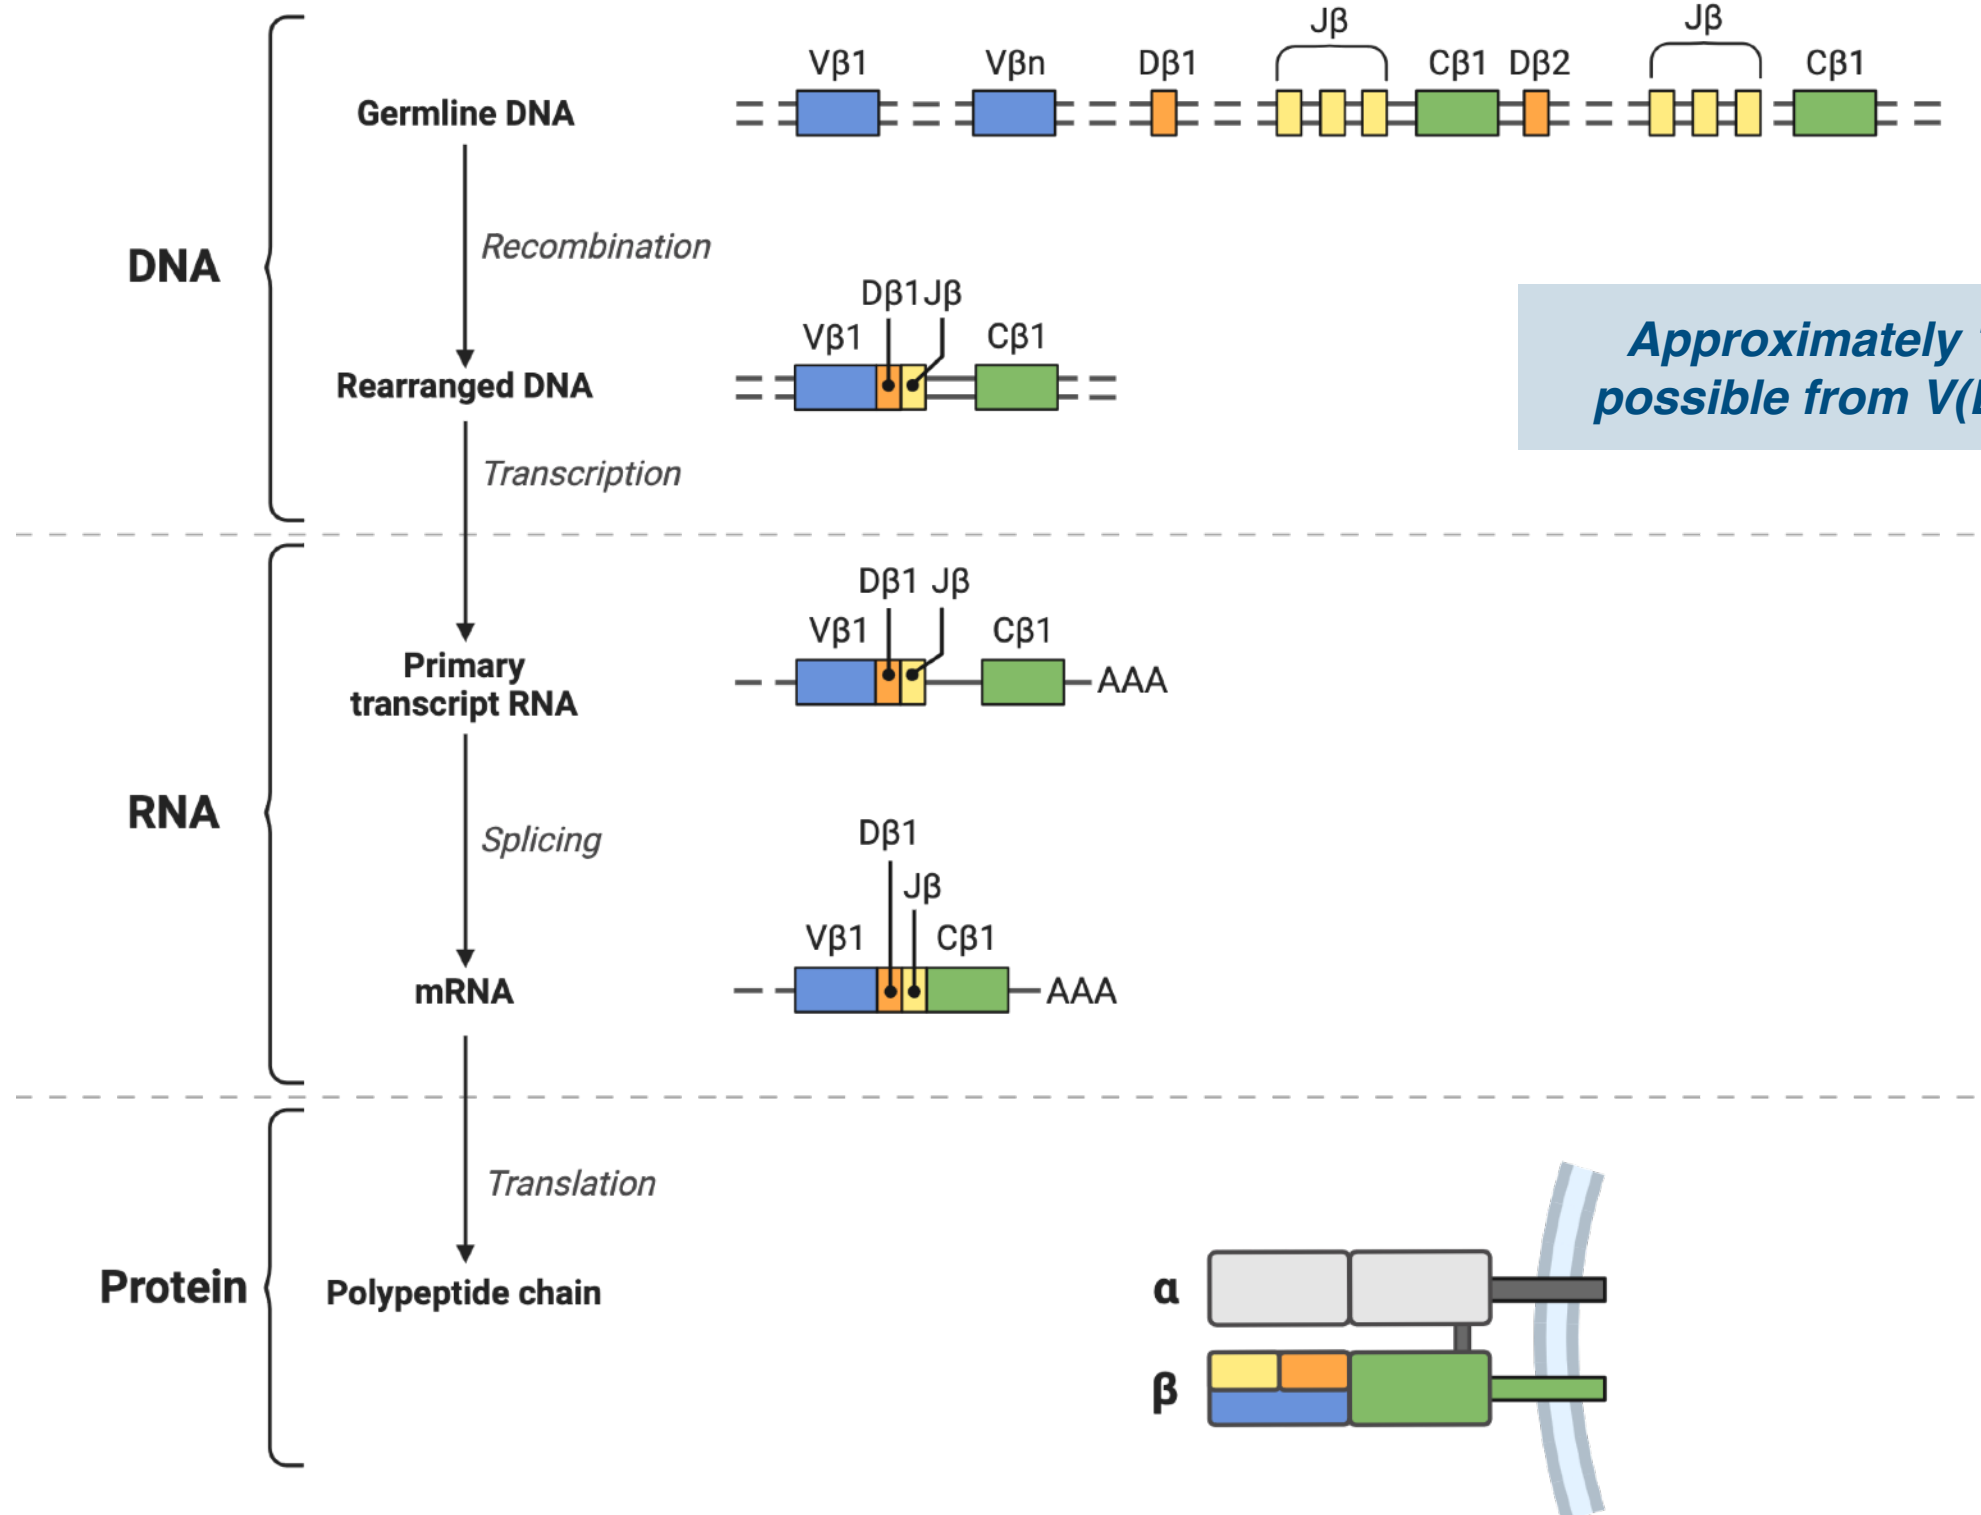 Jβ
Jβ
Vβ1 Vβn Dβ1 Cβ1 Dβ2 Cβ1
Germline DNA
DNA
Recombination
Dβ1 Jβ
Vβ1 Cβ1
Rearranged DNA
Approximately
possible from
Transcription
Dβ1 Jβ
Vβ1 Cβ1
Primary
transcript RNA
AAA
RNA
Splicing
Dβ1
Jβ
Vβ1 Cβ1
mRNA
AAA
Translation
Protein
Polypeptide chain
α
β